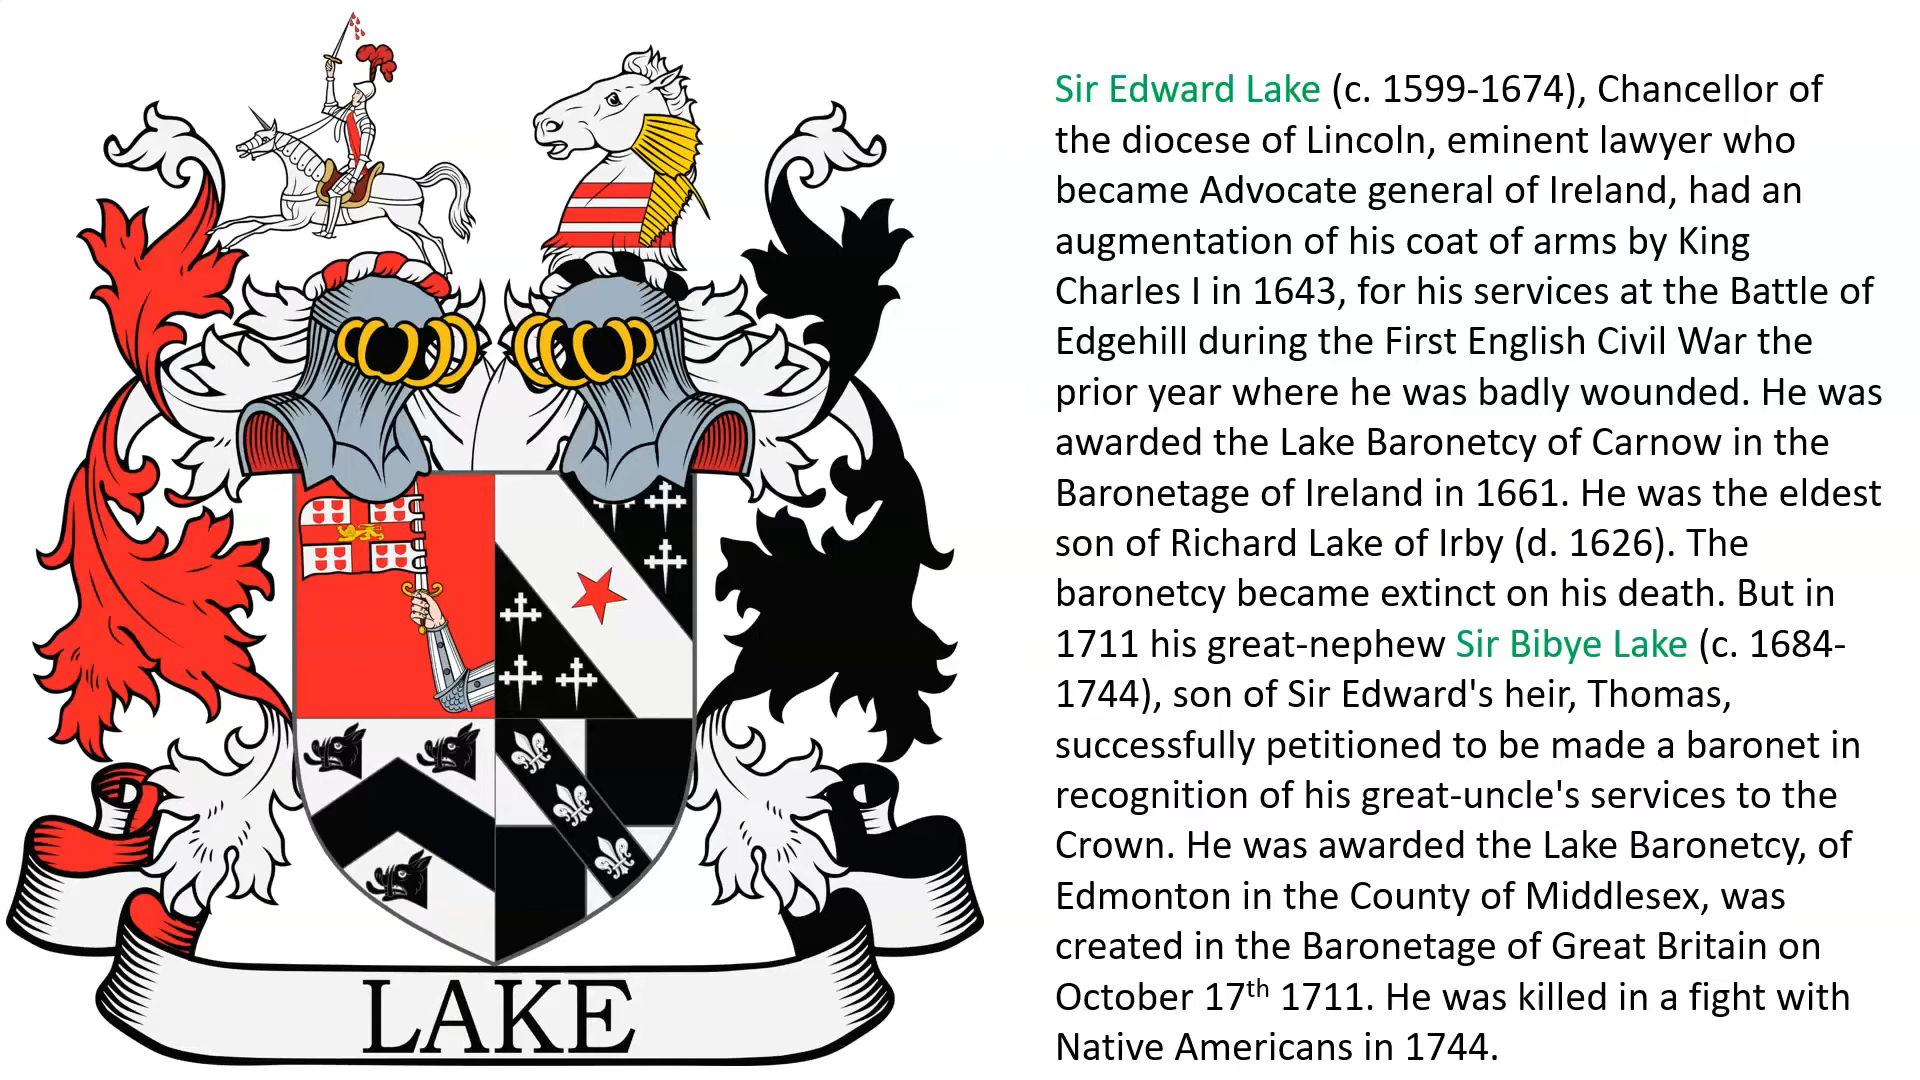 LAKE
Sir Edward Lake (c. 1599-1674), Chancellor of
the diocese of Lincoln, eminent lawyer who
became Advocate general of Ireland, had an
augmentation of his coat of arms by King
Charles I in 1643, for his services at the Battle of
Edgehill during the First English Civil War the
prior year where he was badly wounded. He was
awarded the Lake Baronetcy of Carnow in the
Baronetage of Ireland in 1661. He was the eldest
son of Richard Lake of Irby (d. 1626). The
baronetcy became extinct on his death. But in
1711 his great-nephew Sir Bibye Lake (c. 1684-
1744), son of Sir Edward's heir, Thomas,
successfully petitioned to be made a baronet in
recognition of his great-uncle's services to the
Crown. He was awarded the Lake Baronetcy, of
Edmonton in the County of Middlesex, was
created in the Baronetage of Great Britain on
October 17th 1711. He was killed in a fight with
Native Americans in 1744.